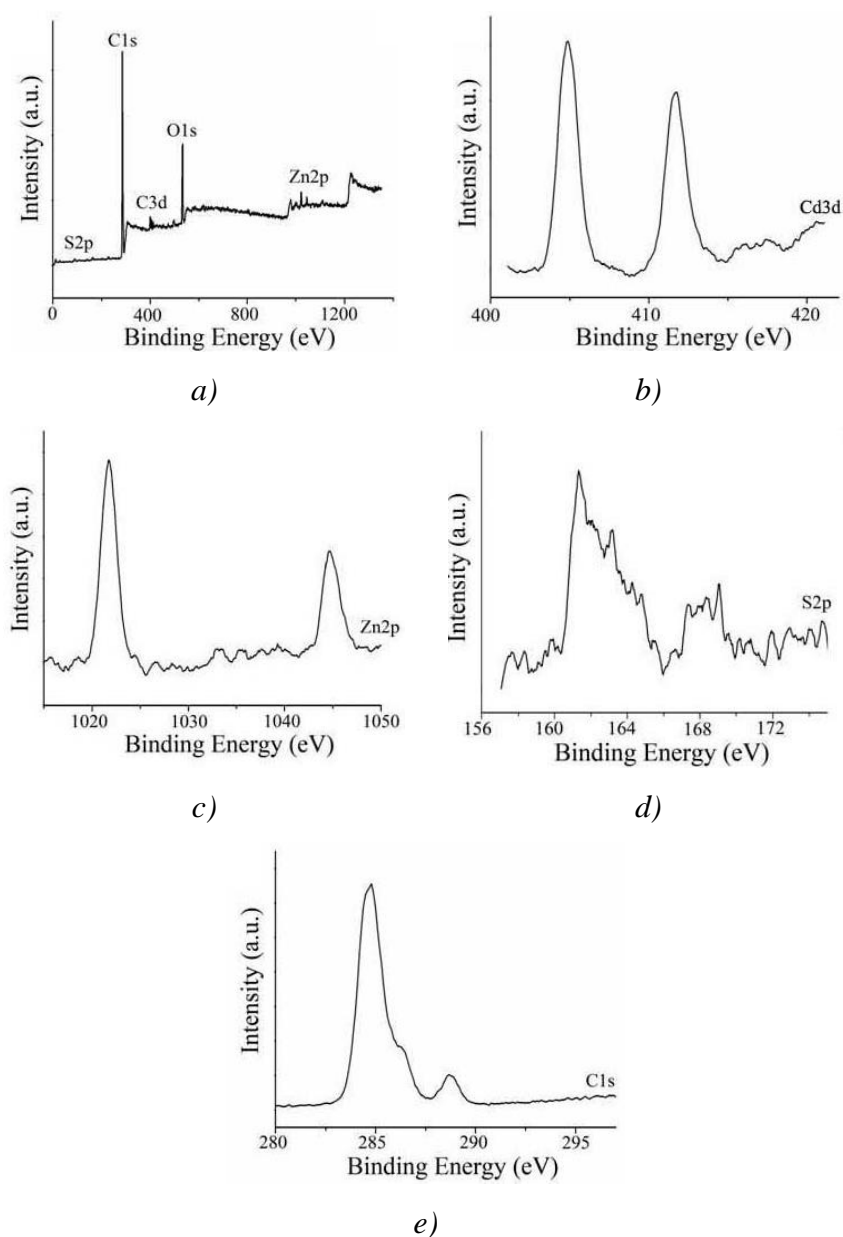 C1s
O1s
C3d
Zn2p
S2p
Intensity (a.u.)
0 400 800 1200
Binding Energy (eV)
a)
Intensity (a.u.)
Cd3d
400 410 420
Binding Energy (eV)
b)
Intensity (a.u.)
Zn2p
1020 1030 1040 1050
Binding Energy (eV)
c)
Intensity (a.u.)
S2p
156 160 164 168 172
Binding Energy (eV)
d)
Intensity (a.u.)
C1s
280 285 290 295
Binding Energy (eV)
e)